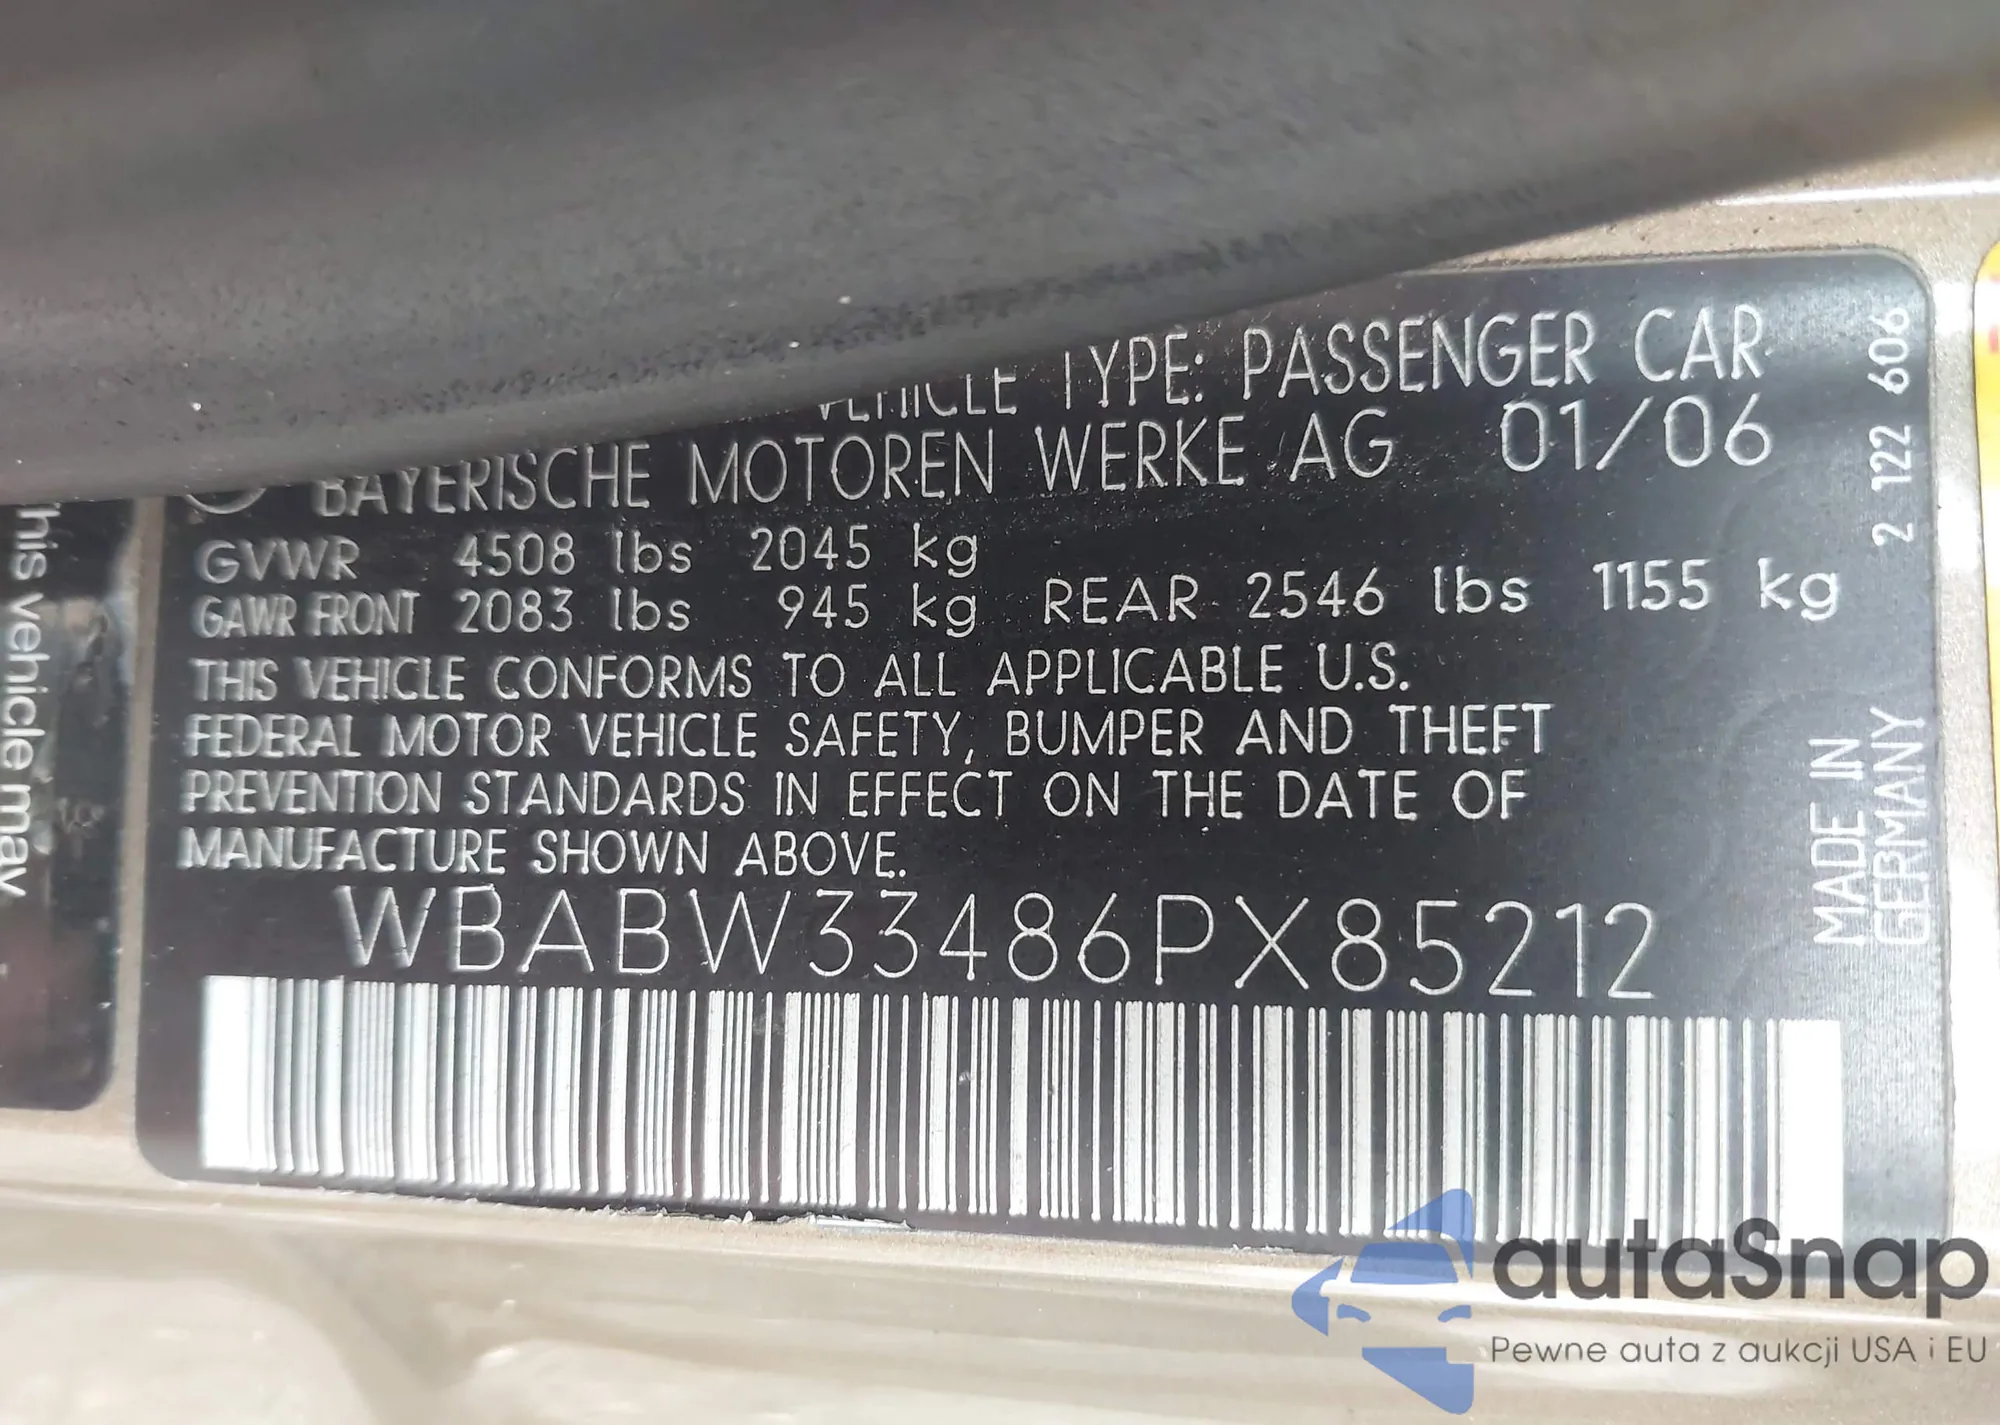 VEHICLE TYPE: PASSENGER CAR
BAYERISCHE MOTOREN WERKE AG 01/06
GVWR 4508 lbs 2045 kg
GAWR FRONT 2083 lbs 945 kg REAR 2546 lbs 1155 kg
THIS VEHICLE CONFORMS TO ALL APPLICABLE U.S.
FEDERAL MOTOR VEHICLE SAFETY, BUMPER AND THEFT
PREVENTION STANDARDS IN EFFECT ON THE DATE OF
MANUFACTURE SHOWN ABOVE.
WBABW33486PX85212
2 122 606
MADE IN
GERMANY
his vehicle may
autaSnap
Pewne auta z aukcji USA i EU